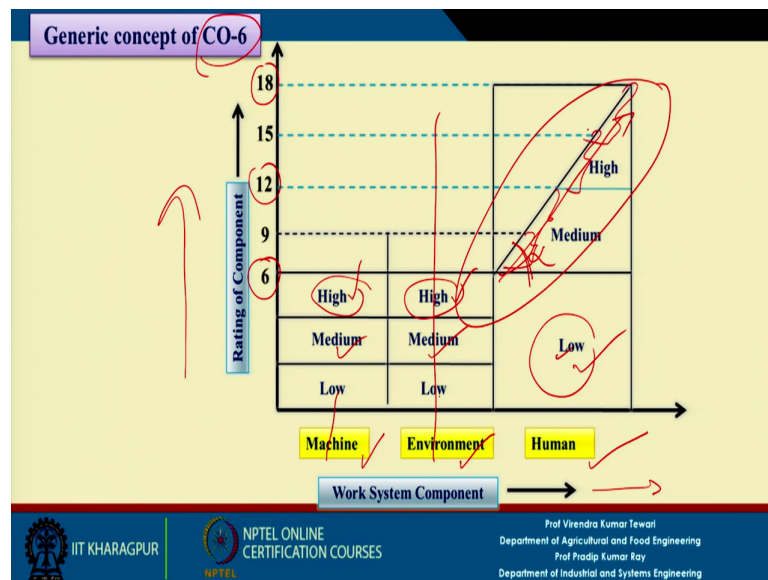 Generic concept of CO-6
18
15
12
9
6
Rating of Component
High
Medium
High
High
Medium
Medium
Low
Low
Low
Machine
Environment
Human
Work System Component
IIT KHARAGPUR
NPTEL
NPTEL ONLINE
CERTIFICATION COURSES
Prof Virendra Kumar Tewari
Department of Agricultural and Food Engineering
Prof Pradip Kumar Ray
Department of Industrial and Systems Engineering